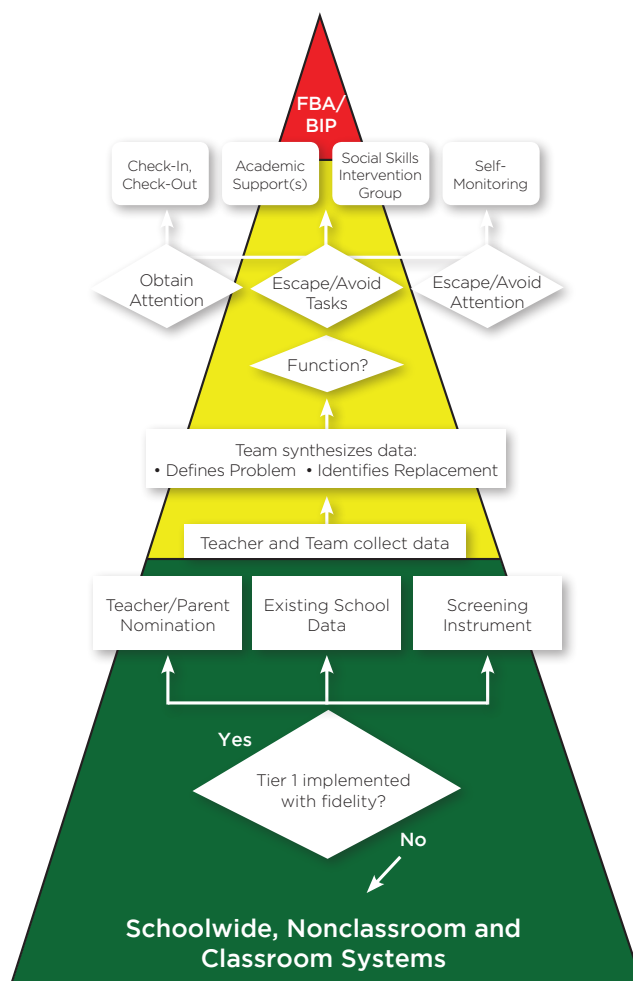 FBA/
BIP
Check-In,
Check-Out
Academic
Support(s)
Social Skills
Intervention
Group
Self-
Monitoring
Obtain
Attention
Escape/Avoid
Tasks
Escape/Avoid
Attention
Function?
Team synthesizes data:
• Defines Problem • Identifies Replacement
Teacher and Team collect data
Teacher/Parent
Nomination
Existing School
Data
Screening
Instrument
Yes
Tier 1 implemented
with fidelity?
No
Schoolwide, Nonclassroom and
Classroom Systems